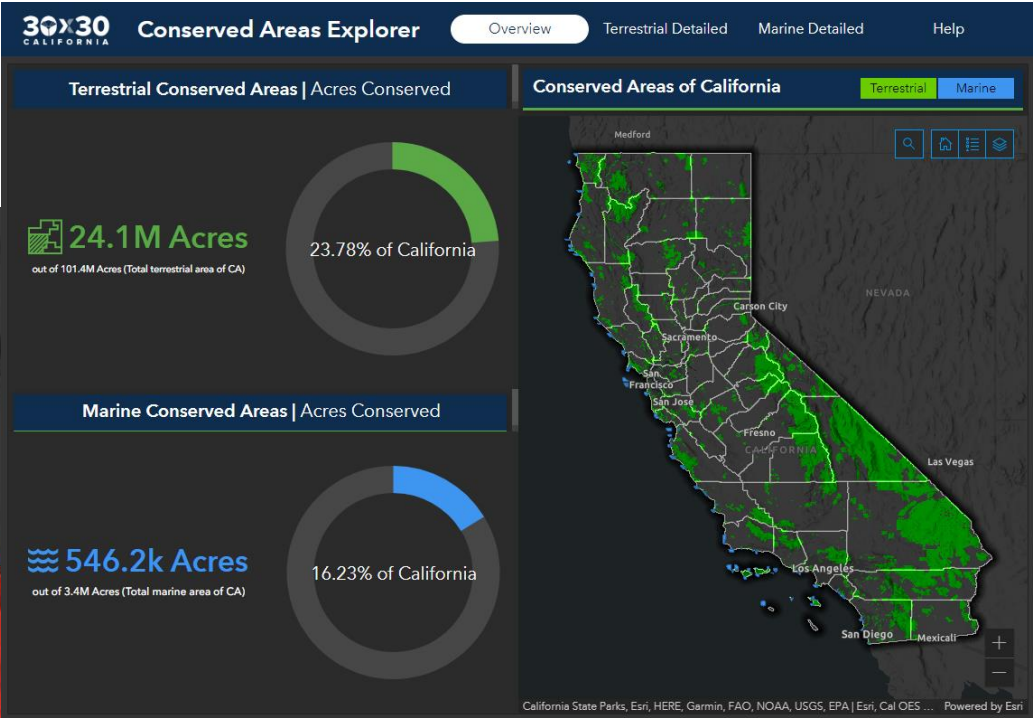 30x30
CALIFORNIA
Conserved Areas Explorer
Overview
Terrestrial Detailed
Marine Detailed
Help
Terrestrial Conserved Areas | Acres Conserved
24.1M Acres
out of 101.4M Acres (Total terrestrial area of CA)
23.78% of California
Marine Conserved Areas | Acres Conserved
546.2k Acres
out of 3.4M Acres (Total marine area of CA)
16.23% of California
Conserved Areas of California
Terrestrial
Marine
Medford
NEVADA
Carson City
Sacramento
San
Francisco
San Jose
Fresno
CALIFORNIA
Las Vegas
Los Angeles
San Diego
Mexicali
+
−
California State Parks, Esri, HERE, Garmin, FAO, NOAA, USGS, EPA | Esri, Cal OES ...
Powered by Esri